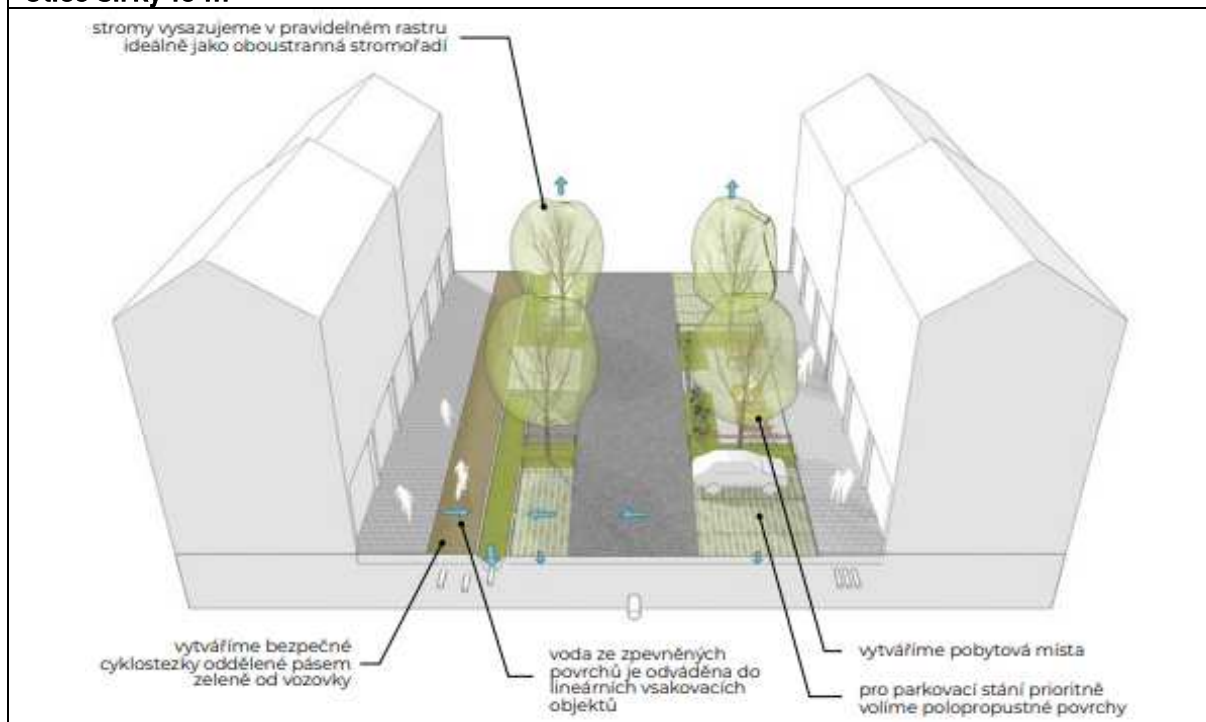 stromy vysazujeme v pravidelném rastru
ideálně jako oboustranná stromořadí
vytváříme bezpečné
cyklostezky oddělené pásem
zeleně od vozovky
voda ze zpevněných
povrchů je odváděna do
lineárních vsakovacích
objektů
vytváříme pobytová místa
pro parkovací stání prioritně
volíme polopropustné povrchy